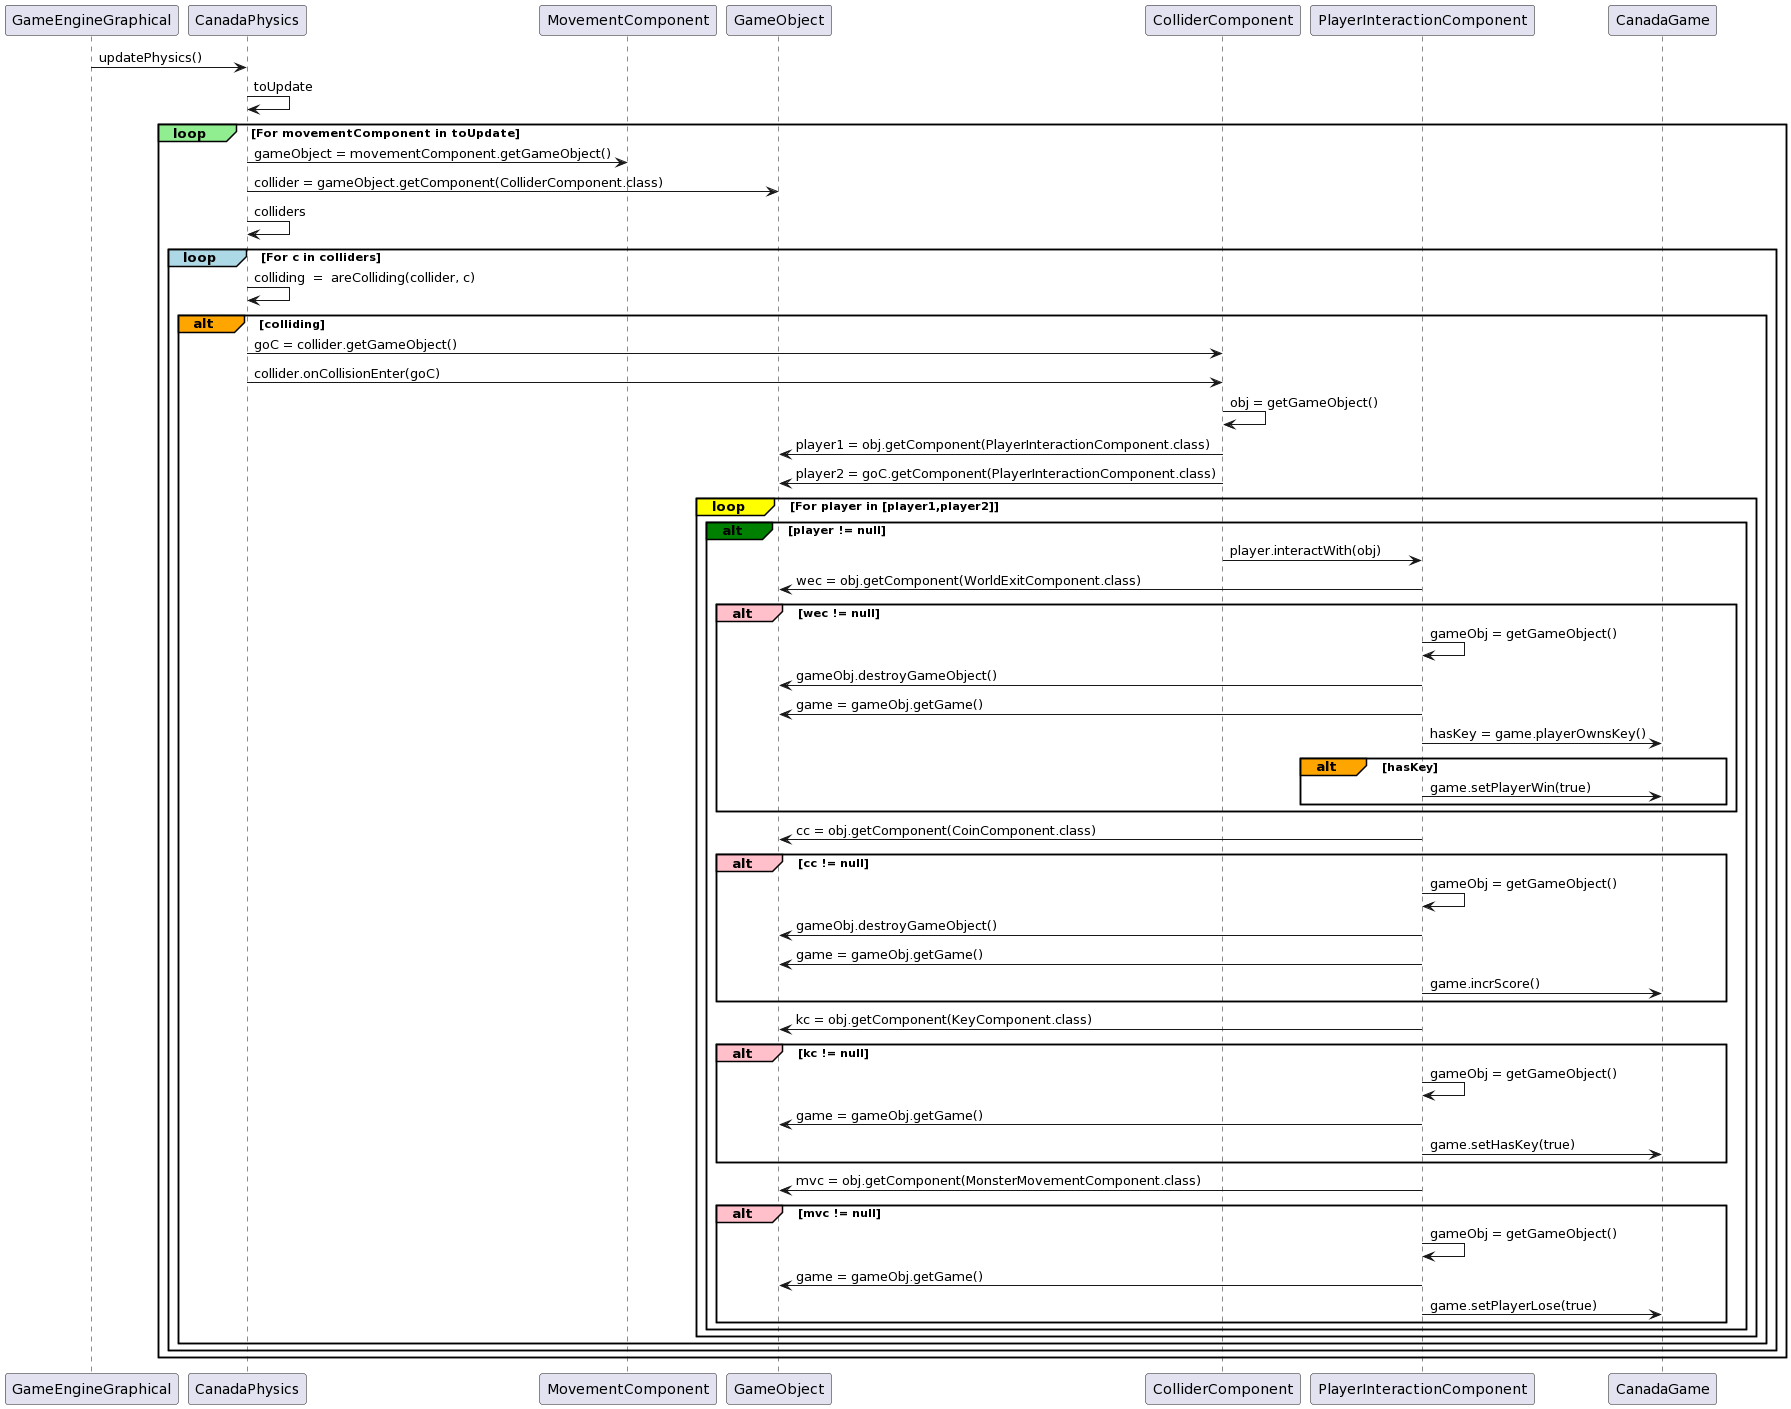 GameEngineGraphical CanadaPhysics MovementComponent GameObject ColliderComponent PlayerInteractionComponent CanadaGame
updatePhysics()
toUpdate
loop [For movementComponent in toUpdate]
gameObject = movementComponent.getGameObject()
collider = gameObject.getComponent(ColliderComponent.class)
colliders
loop [For c in colliders]
colliding  =  areColliding(collider, c)
alt [colliding]
goC = collider.getGameObject()
collider.onCollisionEnter(goC)
obj = getGameObject()
player1 = obj.getComponent(PlayerInteractionComponent.class)
player2 = goC.getComponent(PlayerInteractionComponent.class)
loop [For player in [player1,player2]]
alt [player != null]
player.interactWith(obj)
wec = obj.getComponent(WorldExitComponent.class)
alt [wec != null]
gameObj = getGameObject()
gameObj.destroyGameObject()
game = gameObj.getGame()
hasKey = game.playerOwnsKey()
alt [hasKey]
game.setPlayerWin(true)
cc = obj.getComponent(CoinComponent.class)
alt [cc != null]
gameObj = getGameObject()
gameObj.destroyGameObject()
game = gameObj.getGame()
game.incrScore()
kc = obj.getComponent(KeyComponent.class)
alt [kc != null]
gameObj = getGameObject()
game = gameObj.getGame()
game.setHasKey(true)
mvc = obj.getComponent(MonsterMovementComponent.class)
alt [mvc != null]
gameObj = getGameObject()
game = gameObj.getGame()
game.setPlayerLose(true)
GameEngineGraphical CanadaPhysics MovementComponent GameObject ColliderComponent PlayerInteractionComponent CanadaGame